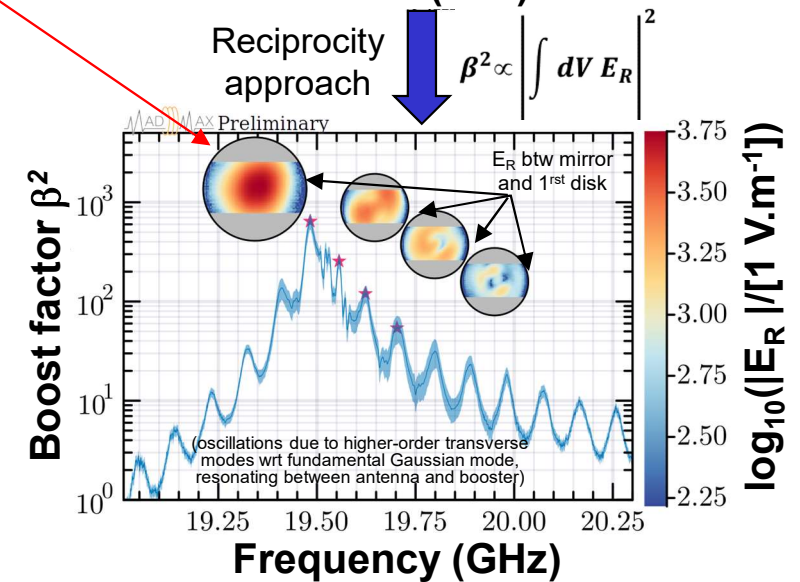 Reciprocity
approach
β² ∝ |∫ dV E_R|²
MADMAX Preliminary
E_R btw mirror
and 1rst disk
Boost factor β²
10³
10²
10¹
10⁰
(oscillations due to higher-order transverse
modes wrt fundamental Gaussian mode,
resonating between antenna and booster)
19.25 19.50 19.75 20.00 20.25
Frequency (GHz)
3.75
3.50
3.25
3.00
2.75
2.50
2.25
log₁₀(|E_R |/[1 V.m⁻¹])